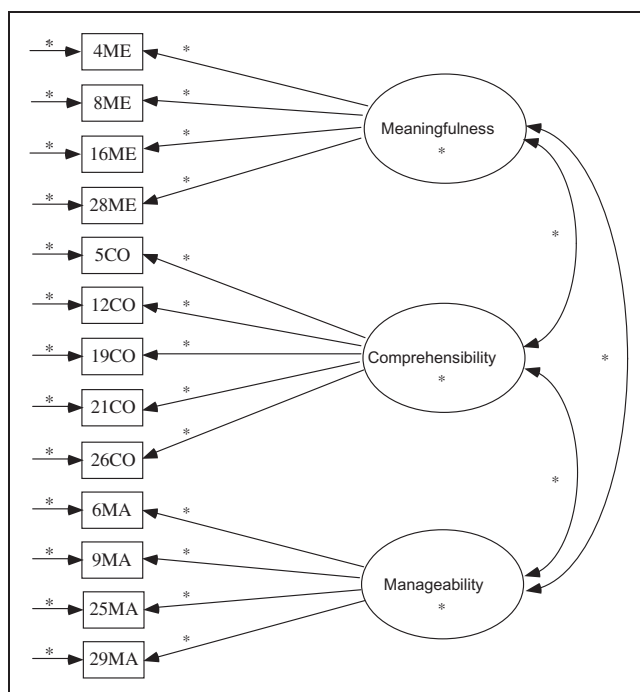 * 4ME *
* 8ME *
Meaningfulness
*
* 16ME *
* 28ME *
* 5CO *
*
* 12CO *
* 19CO * Comprehensibility *
*
* 21CO *
* 26CO *
*
* 6MA *
* 9MA *
Manageability
* 25MA * *
* 29MA *